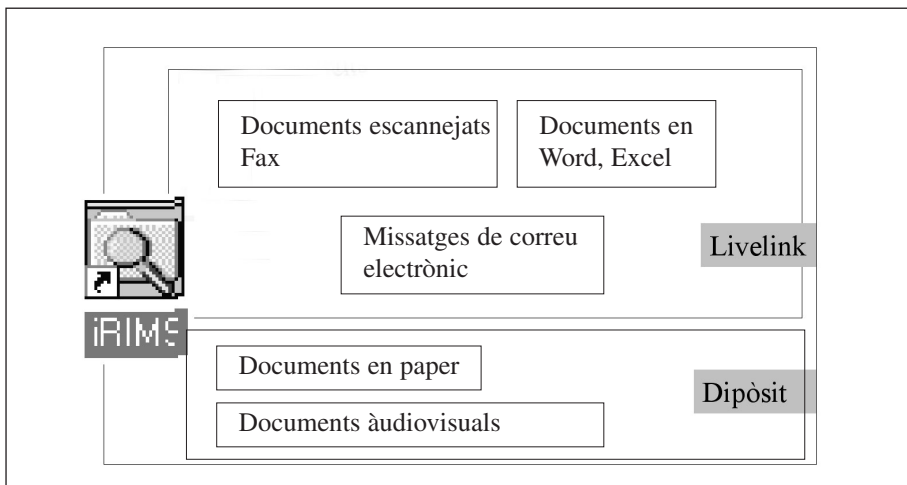 Documents escannejats
Fax
Documents en
Word, Excel
Missatges de correu
electrònic
Livelink
iRIMS
Documents en paper
Documents àudiovisuals
Dipòsit